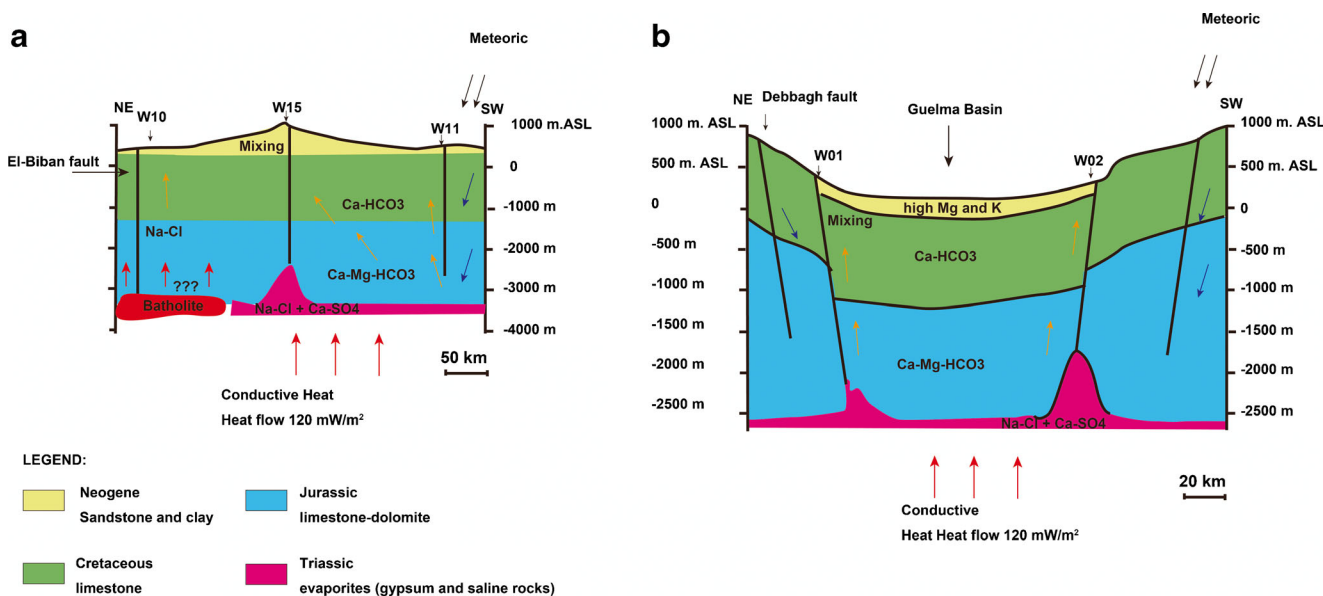 a
Meteoric
NE
W10
W15
W11
SW
1000 m.ASL
Mixing
El-Biban fault
0
Ca-HCO3
-1000 m
Na-Cl
-2000 m
Ca-Mg-HCO3
???
-3000 m
Batholite
Na-Cl + Ca-SO4
-4000 m
50 km
Conductive Heat
Heat flow 120 mW/m²
LEGEND:
Neogene
Sandstone and clay
Jurassic
limestone-dolomite
Cretaceous
limestone
Triassic
evaporites (gypsum and saline rocks)
b
Meteoric
NE
Debbagh fault
Guelma Basin
SW
1000 m. ASL
1000 m. ASL
500 m. ASL
W01
W02
500 m. ASL
0
high Mg and K
0
Mixing
-500 m
Ca-HCO3
-500 m
-1000 m
-1000 m
-1500 m
-1500 m
-2000 m
Ca-Mg-HCO3
-2000 m
-2500 m
-2500 m
Na-Cl + Ca-SO4
20 km
Conductive
Heat Heat flow 120 mW/m²